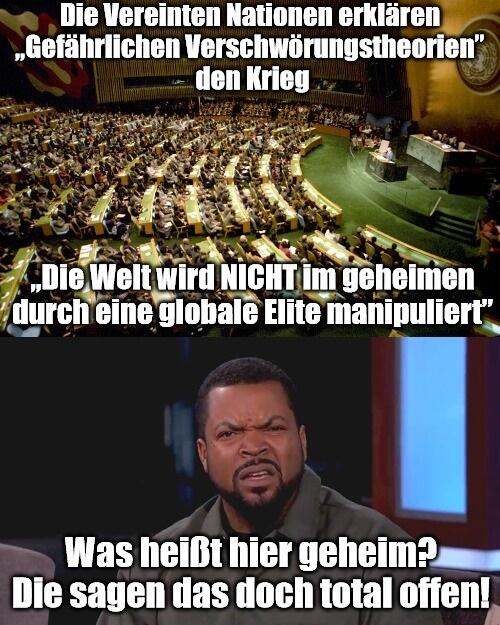 Die Vereinten Nationen erklären
„Gefährlichen Verschwörungstheorien”
den Krieg
„Die Welt wird NICHT im geheimen
durch eine globale Elite manipuliert”
Was heißt hier geheim?
Die sagen das doch total offen!